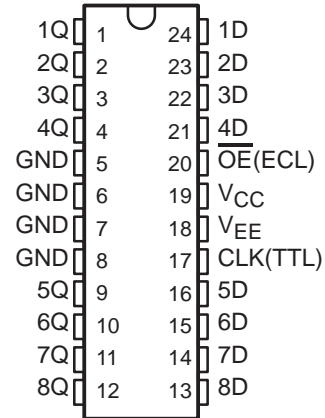 1Q 1 24 1D
2Q 2 23 2D
3Q 3 22 3D
4Q 4 21 4D
GND 5 20 O̅E̅(ECL)
GND 6 19 VCC
GND 7 18 VEE
GND 8 17 CLK(TTL)
5Q 9 16 5D
6Q 10 15 6D
7Q 11 14 7D
8Q 12 13 8D